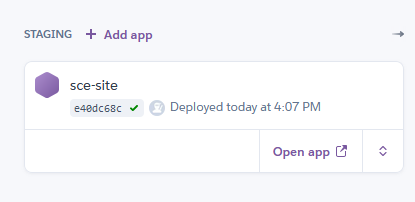 STAGING + Add app
sce-site
e40dc68c Deployed today at 4:07 PM
Open app